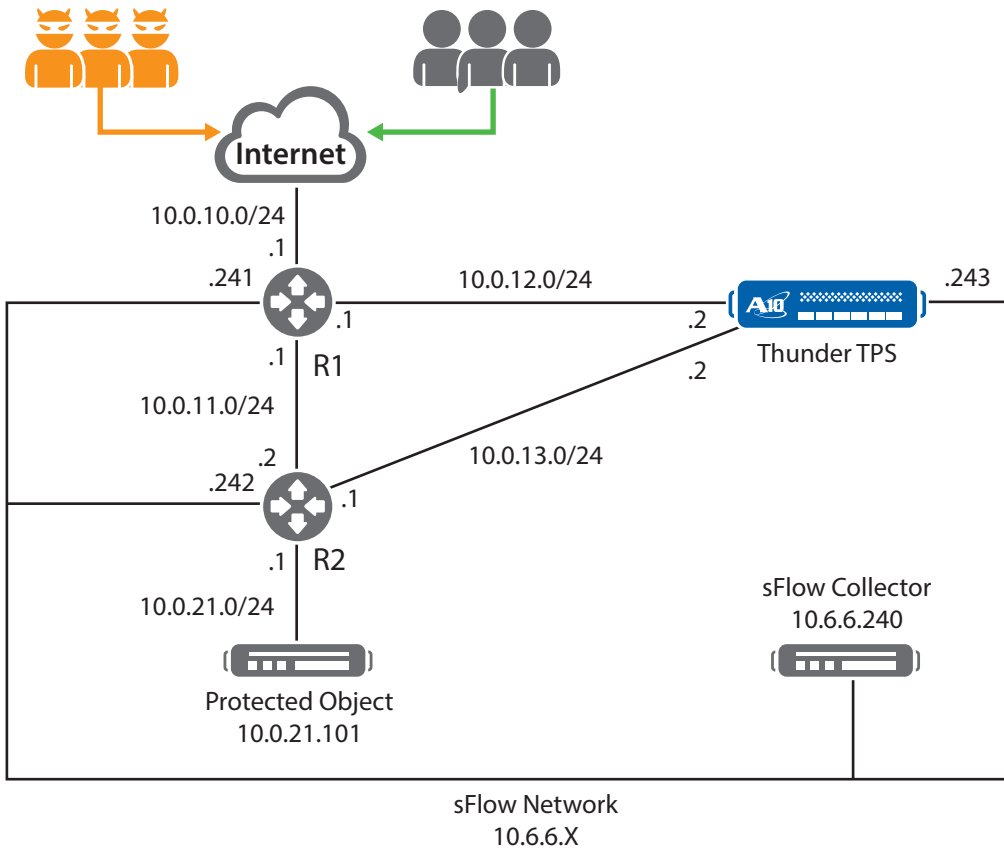 Internet
10.0.10.0/24
.1
.241
10.0.12.0/24
.243
.1
.2
A10
Thunder TPS
.1
R1
.2
10.0.11.0/24
.2
10.0.13.0/24
.242
.1
.1
R2
10.0.21.0/24
sFlow Collector
10.6.6.240
Protected Object
10.0.21.101
sFlow Network
10.6.6.X